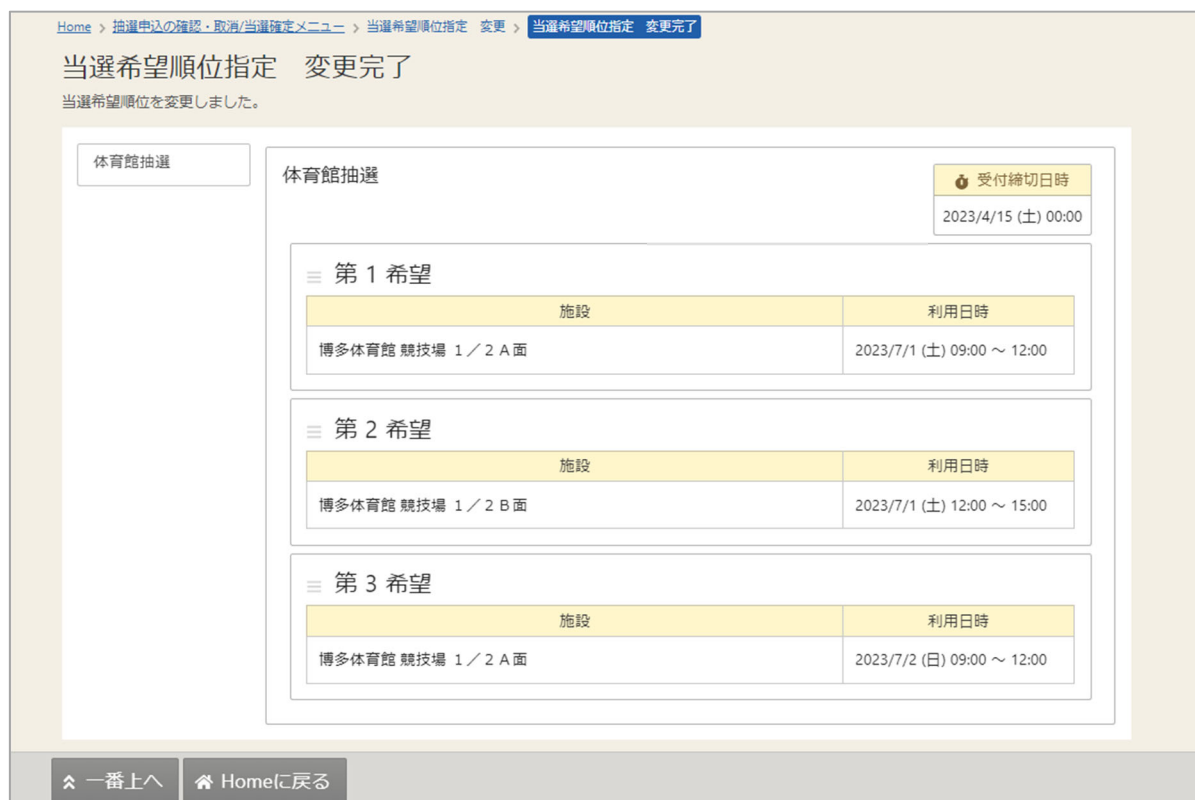 Home > 抽選申込の確認・取消/当選確定メニュー > 当選希望順位指定　変更 > 当選希望順位指定　変更完了
当選希望順位指定　変更完了
当選希望順位を変更しました。
体育館抽選
体育館抽選
受付締切日時
2023/4/15 (土) 00:00
第 1 希望
施設 利用日時
博多体育館 競技場 １／２Ａ面 2023/7/1 (土) 09:00 ～ 12:00
第 2 希望
施設 利用日時
博多体育館 競技場 １／２Ｂ面 2023/7/1 (土) 12:00 ～ 15:00
第 3 希望
施設 利用日時
博多体育館 競技場 １／２Ａ面 2023/7/2 (日) 09:00 ～ 12:00
一番上へ Homeに戻る